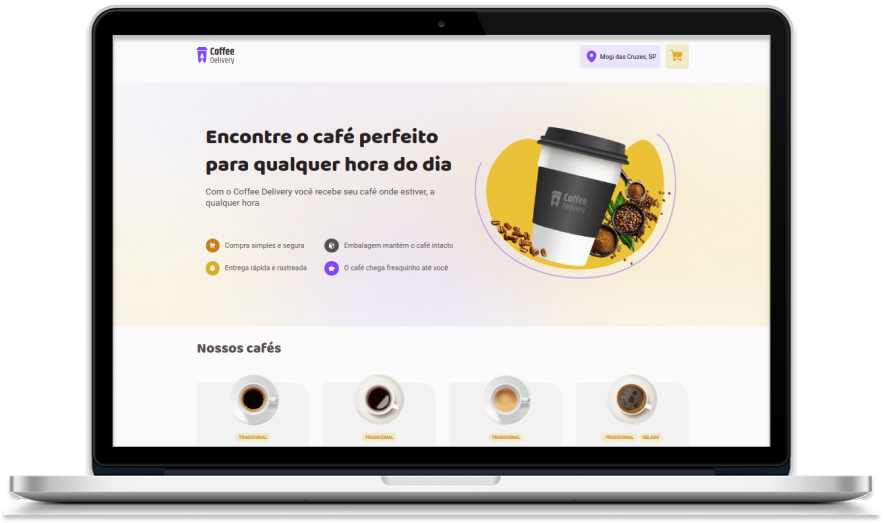 Coffee
Delivery
Mogi das Cruzes, SP
Encontre o café perfeito
para qualquer hora do dia
Com o Coffee Delivery você recebe seu café onde estiver, a
qualquer hora
Coffee
Delivery
Compra simples e segura
Embalagem mantém o café intacto
Entrega rápida e rastreada
O café chega fresquinho até você
Nossos cafés
TRADICIONAL
TRADICIONAL
TRADICIONAL
TRADICIONAL
GELADO